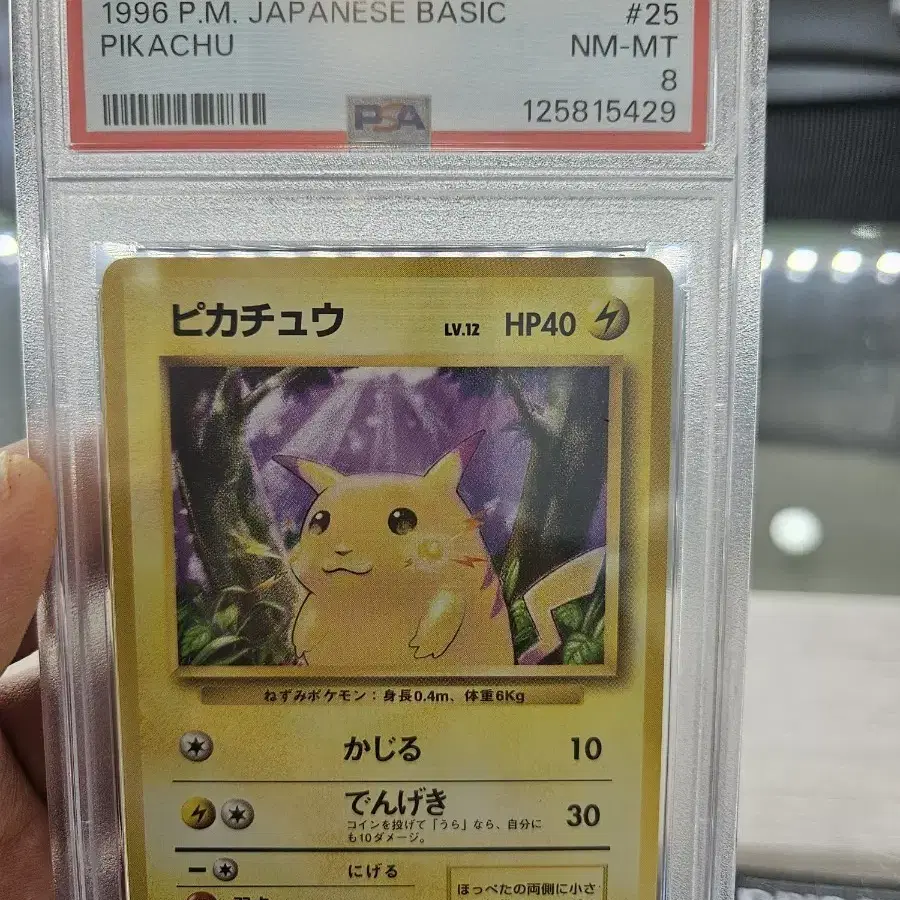 1996 P.M. JAPANESE BASIC #25
PIKACHU NM-MT
8
PSA 125815429
ピカチュウ LV.12 HP40
ねずみポケモン：身長0.4m、体重6Kg
かじる 10
でんげき 30
コインを投げて「うら」なら、自分に
も10ダメージ。
にげる
ほっぺたの両側に小さ